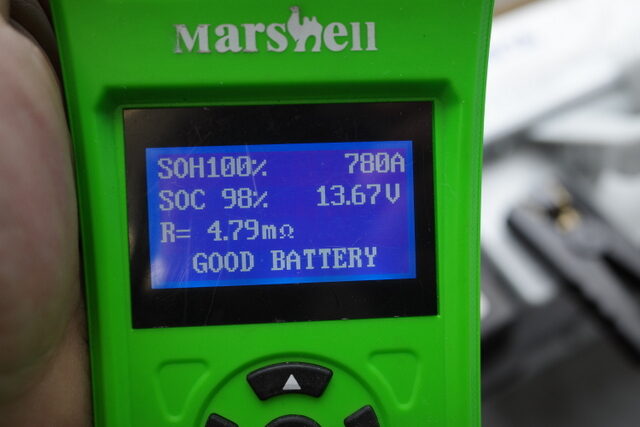 Marshell
SOH100% 780A
SOC 98% 13.67V
R= 4.79mΩ
GOOD BATTERY